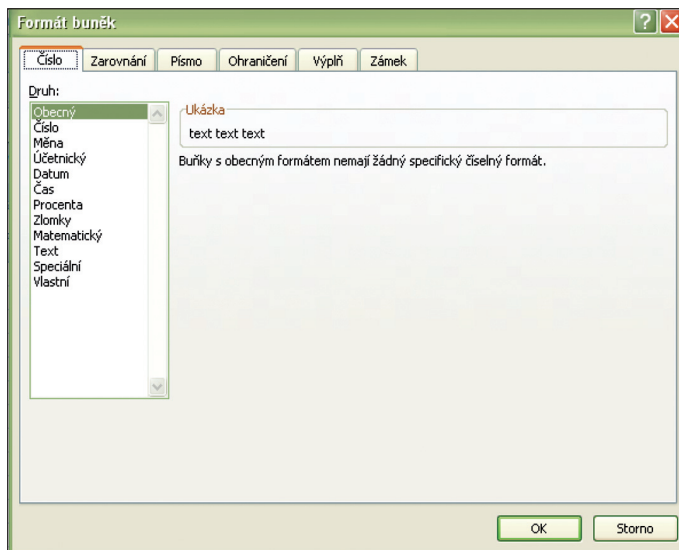 Formát buněk
Číslo Zarovnání Písmo Ohraničení Výplň Zámek
Druh:
Obecný
Číslo
Měna
Účetnický
Datum
Čas
Procenta
Zlomky
Matematický
Text
Speciální
Vlastní
Ukázka
text text text
Buňky s obecným formátem nemají žádný specifický číselný formát.
OK Storno